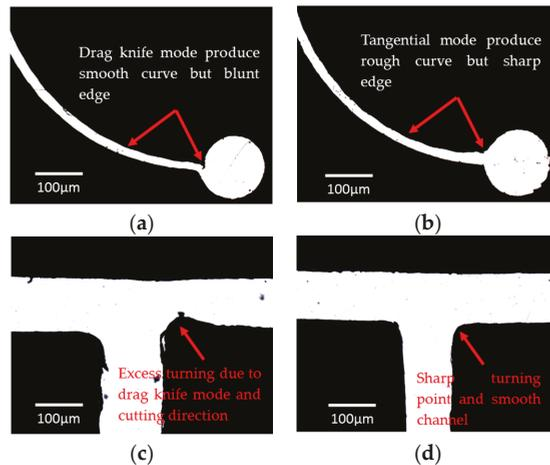 Drag knife mode produce
smooth curve but blunt
edge
100μm
(a)
Tangential mode produce
rough curve but sharp
edge
100μm
(b)
Excess turning due to
drag knife mode and
cutting direction
100μm
(c)
Sharp turning
point and smooth
channel
100μm
(d)